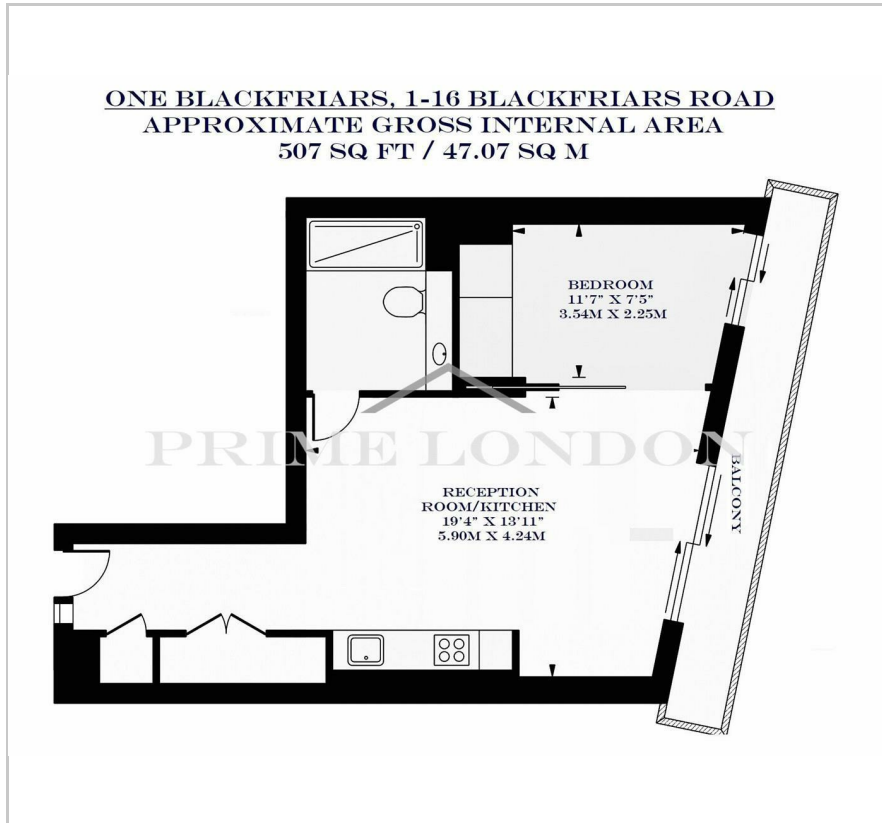 ONE BLACKFRIARS, 1-16 BLACKFRIARS ROAD
APPROXIMATE GROSS INTERNAL AREA
507 SQ FT / 47.07 SQ M
BEDROOM
11'7" X 7'5"
3.54M X 2.25M
PRIME LONDON
BALCONY
RECEPTION
ROOM/KITCHEN
19'4" X 13'11"
5.90M X 4.24M